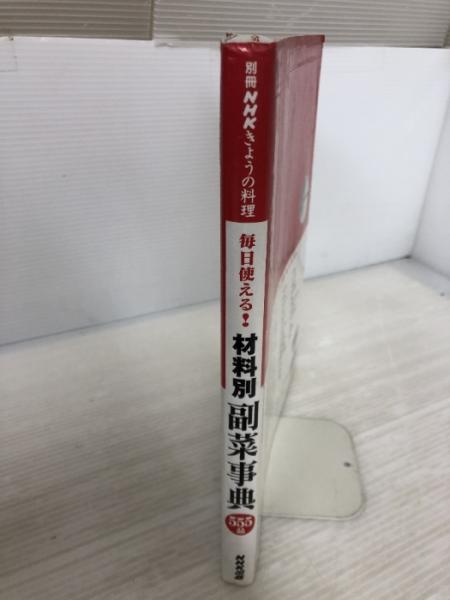 別冊NHKきょうの料理
毎日使える!
材料別
副菜事典
555品
NHK出版